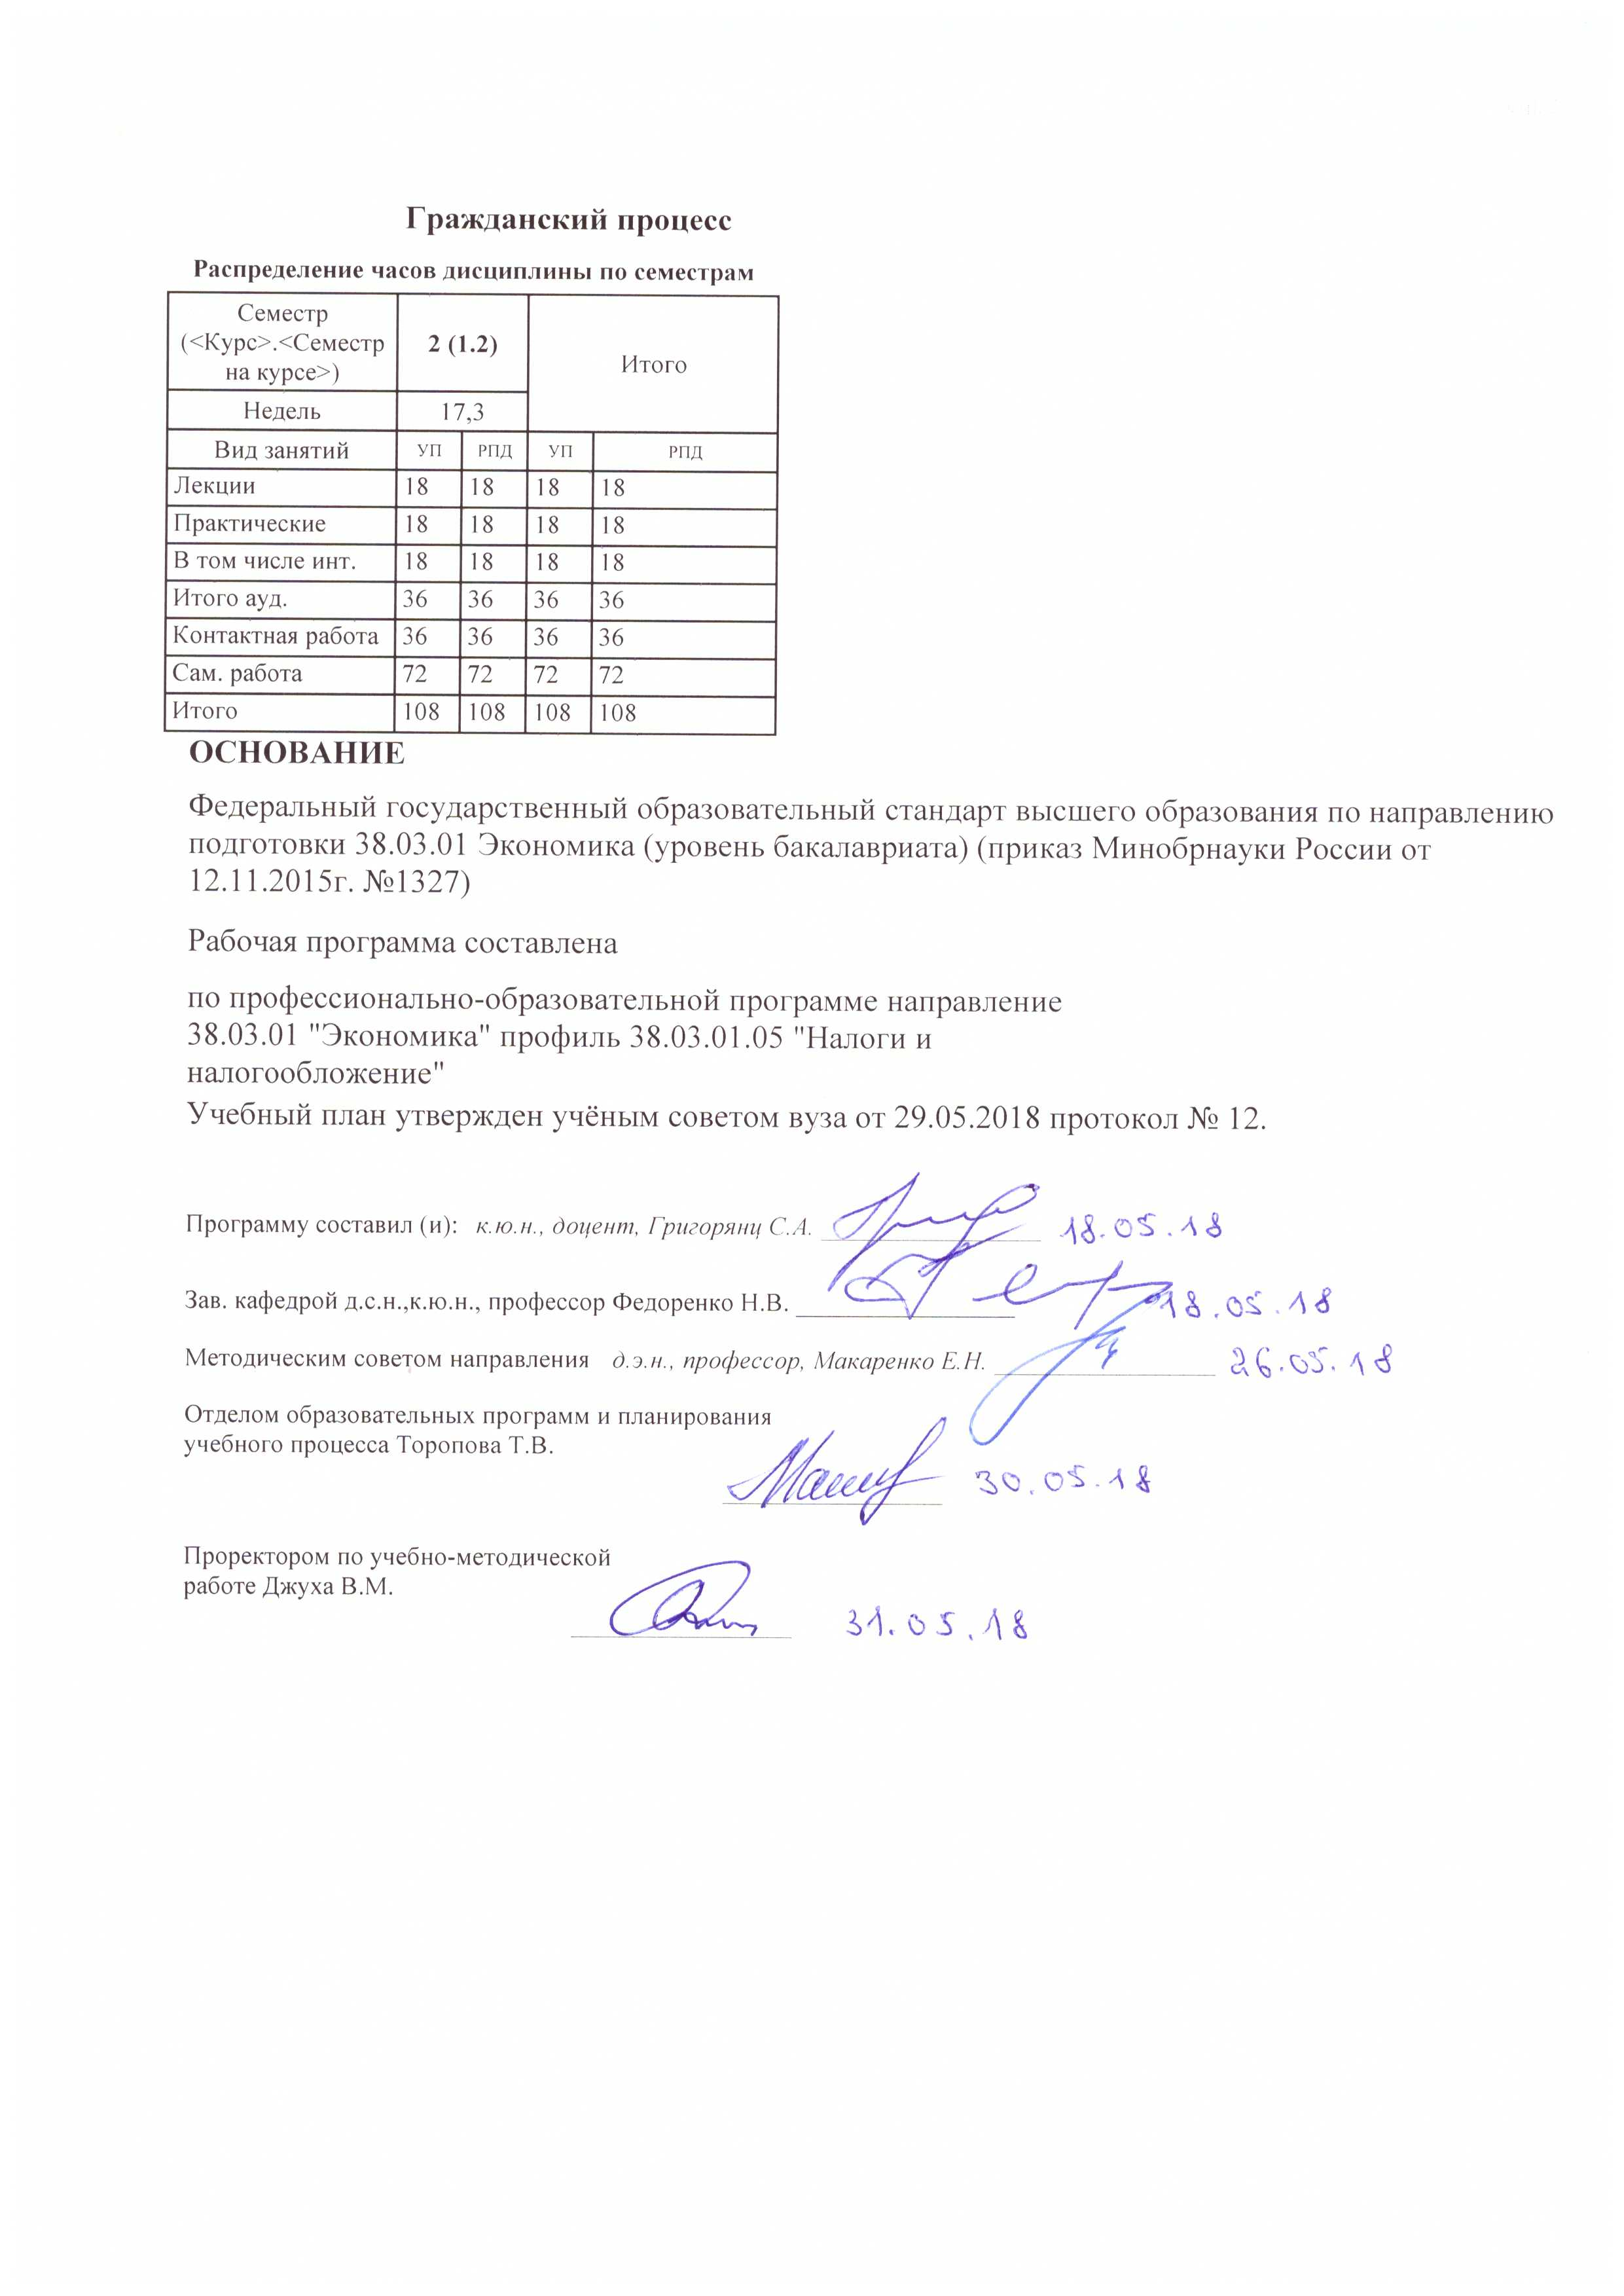 Гражданский процесс
Распределение часов дисциплины по семестрам
Семестр
(<Курс>.<Семестр
на курсе>)
2 (1.2)
Итого
Недель 17,3
Вид занятий УП РПД УП РПД
Лекции 18 18 18 18
Практические 18 18 18 18
В том числе инт. 18 18 18 18
Итого ауд. 36 36 36 36
Контактная работа 36 36 36 36
Сам. работа 72 72 72 72
Итого 108 108 108 108
ОСНОВАНИЕ
Федеральный государственный образовательный стандарт высшего образования по направлению
подготовки 38.03.01 Экономика (уровень бакалавриата) (приказ Минобрнауки России от
12.11.2015г. №1327)
Рабочая программа составлена
по профессионально-образовательной программе направление
38.03.01 "Экономика" профиль 38.03.01.05 "Налоги и
налогообложение"
Учебный план утвержден учёным советом вуза от 29.05.2018 протокол № 12.
Программу составил (и): к.ю.н., доцент, Григорянц С.А. 18.05.18
Зав. кафедрой д.с.н.,к.ю.н., профессор Федоренко Н.В. 18.05.18
Методическим советом направления д.э.н., профессор, Макаренко Е.Н. 26.05.18
Отделом образовательных программ и планирования
учебного процесса Торопова Т.В.
30.05.18
Проректором по учебно-методической
работе Джуха В.М.
31.05.18